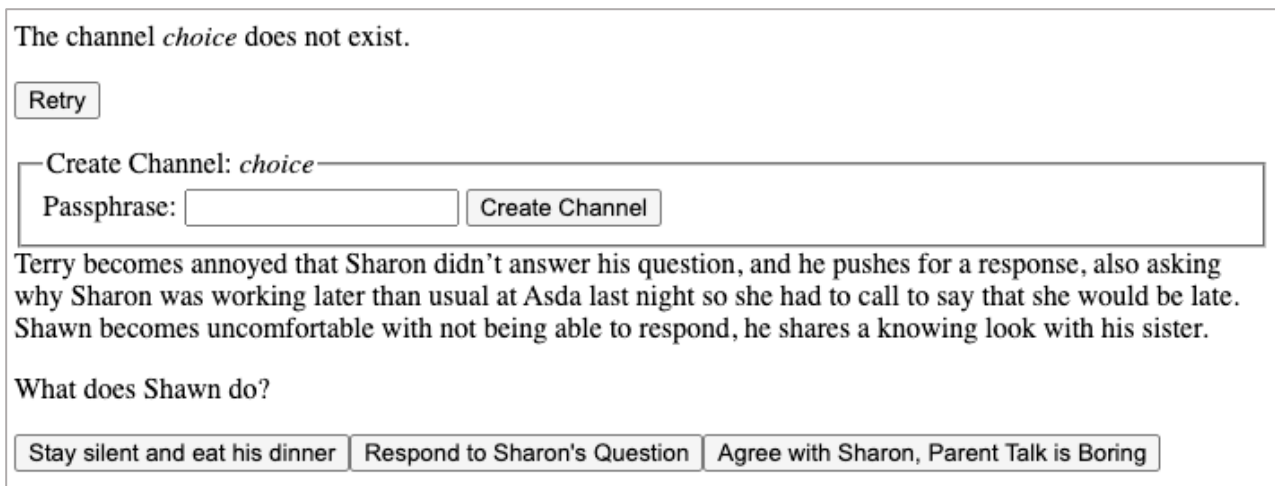 The channel choice does not exist.
Retry
Create Channel: choice
Passphrase: Create Channel
Terry becomes annoyed that Sharon didn’t answer his question, and he pushes for a response, also asking
why Sharon was working later than usual at Asda last night so she had to call to say that she would be late.
Shawn becomes uncomfortable with not being able to respond, he shares a knowing look with his sister.
What does Shawn do?
Stay silent and eat his dinner Respond to Sharon's Question Agree with Sharon, Parent Talk is Boring